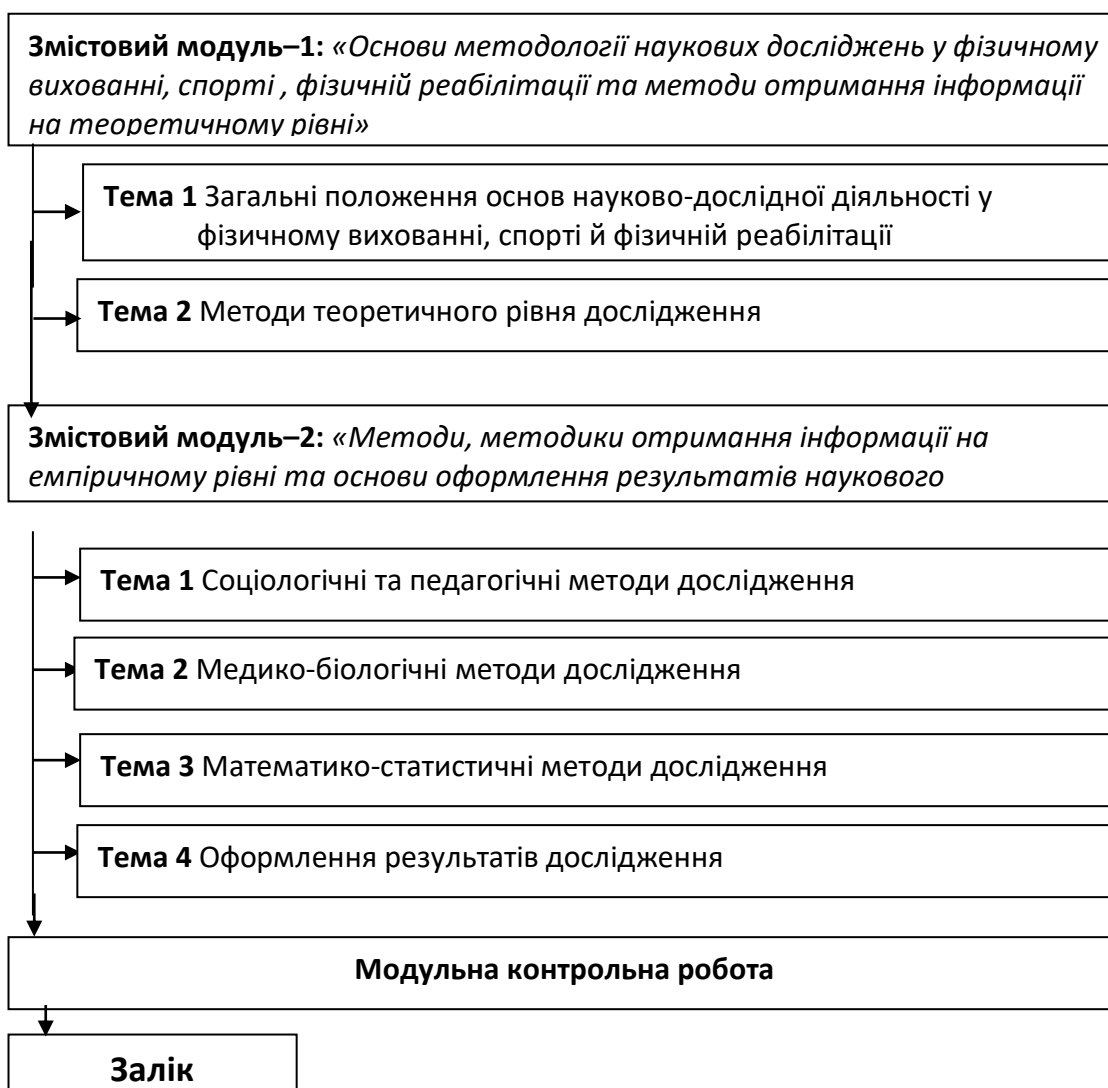 Змістовий модуль–1: «Основи методології наукових досліджень у фізичному
вихованні, спорті , фізичній реабілітації та методи отримання інформації
на теоретичному рівні»
Тема 1 Загальні положення основ науково-дослідної діяльності у
фізичному вихованні, спорті й фізичній реабілітації
Тема 2 Методи теоретичного рівня дослідження
Змістовий модуль–2: «Методи, методики отримання інформації на
емпіричному рівні та основи оформлення результатів наукового
Тема 1 Соціологічні та педагогічні методи дослідження
Тема 2 Медико-біологічні методи дослідження
Тема 3 Математико-статистичні методи дослідження
Тема 4 Оформлення результатів дослідження
Модульна контрольна робота
Залік